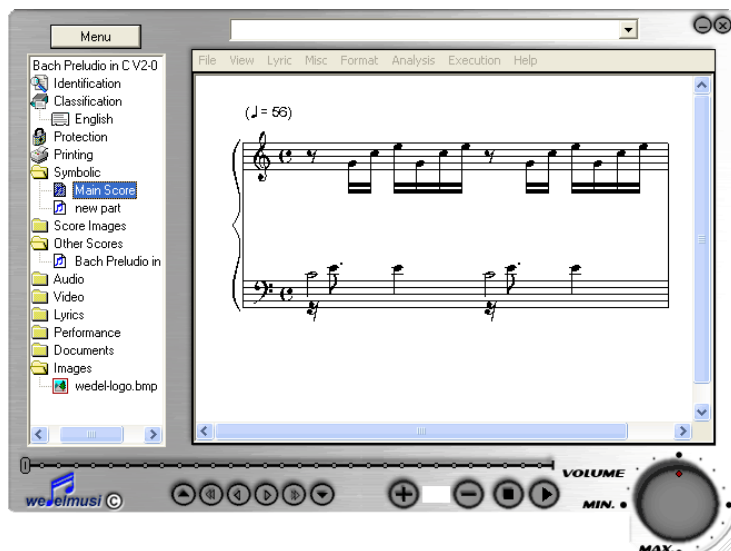 Menu
Bach Preludio in C V2-0
Identification
Classification
English
Protection
Printing
Symbolic
Main Score
new part
Score Images
Other Scores
Bach Preludio in
Audio
Video
Lyrics
Performance
Documents
Images
wedel-logo.bmp
File View Lyric Misc Format Analysis Execution Help
(♩ = 56)
wedelmusi ©
VOLUME
MIN.
MAX